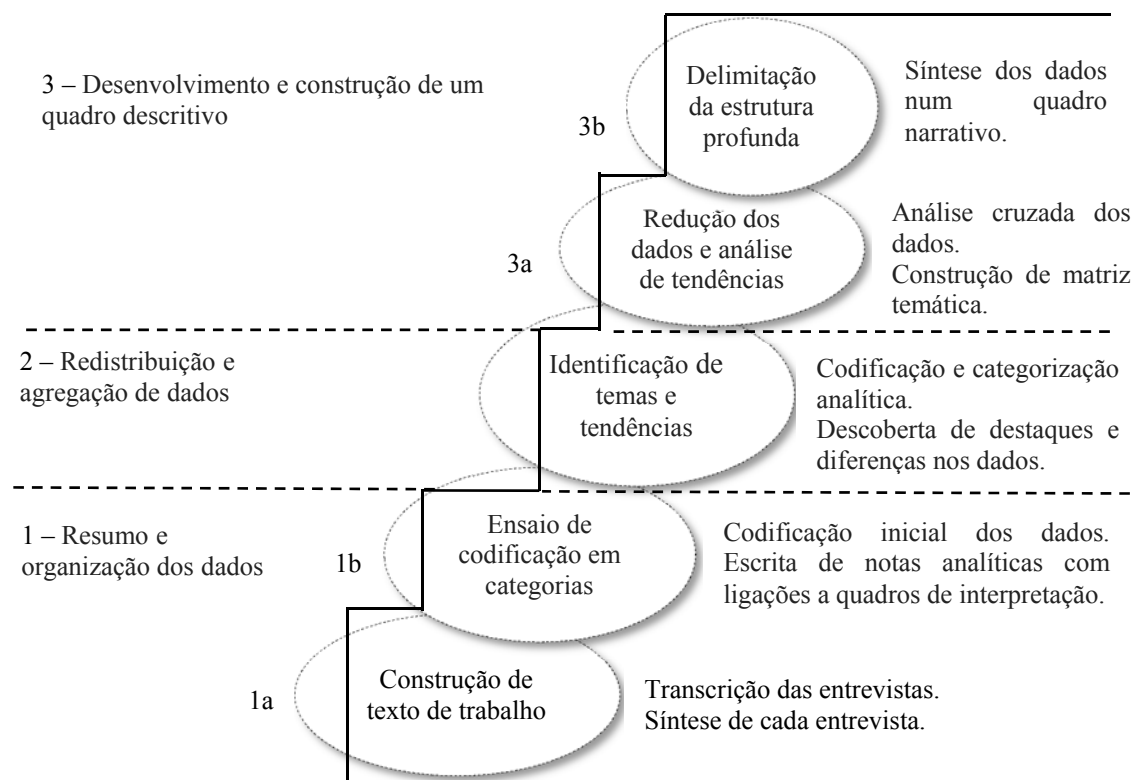 3 – Desenvolvimento e construção de um
quadro descritivo
3b
Delimitação
da estrutura
profunda
Síntese dos dados
num quadro
narrativo.
3a
Redução dos
dados e análise
de tendências
Análise cruzada dos
dados.
Construção de matriz
temática.
2 – Redistribuição e
agregação de dados
Identificação de
temas e
tendências
Codificação e categorização
analítica.
Descoberta de destaques e
diferenças nos dados.
1 – Resumo e
organização dos dados
1b
Ensaio de
codificação em
categorias
Codificação inicial dos dados.
Escrita de notas analíticas com
ligações a quadros de interpretação.
1a
Construção de
texto de trabalho
Transcrição das entrevistas.
Síntese de cada entrevista.